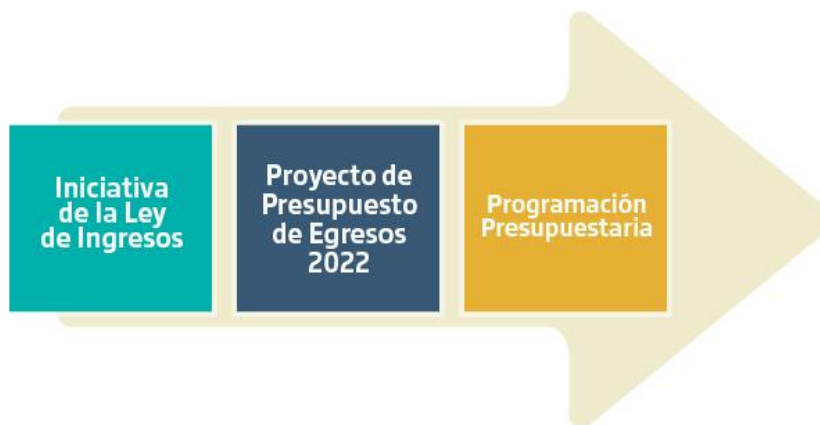 Iniciativa
de la Ley
de Ingresos
Proyecto de
Presupuesto
de Egresos
2022
Programación
Presupuestaria